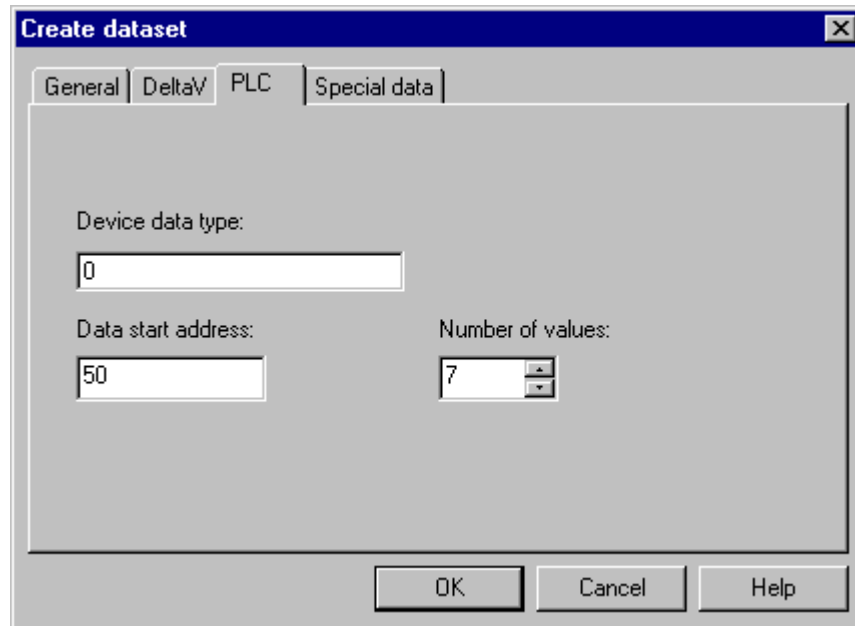 Create dataset
General DeltaV PLC Special data
Device data type:
0
Data start address: Number of values:
50 7
OK Cancel Help